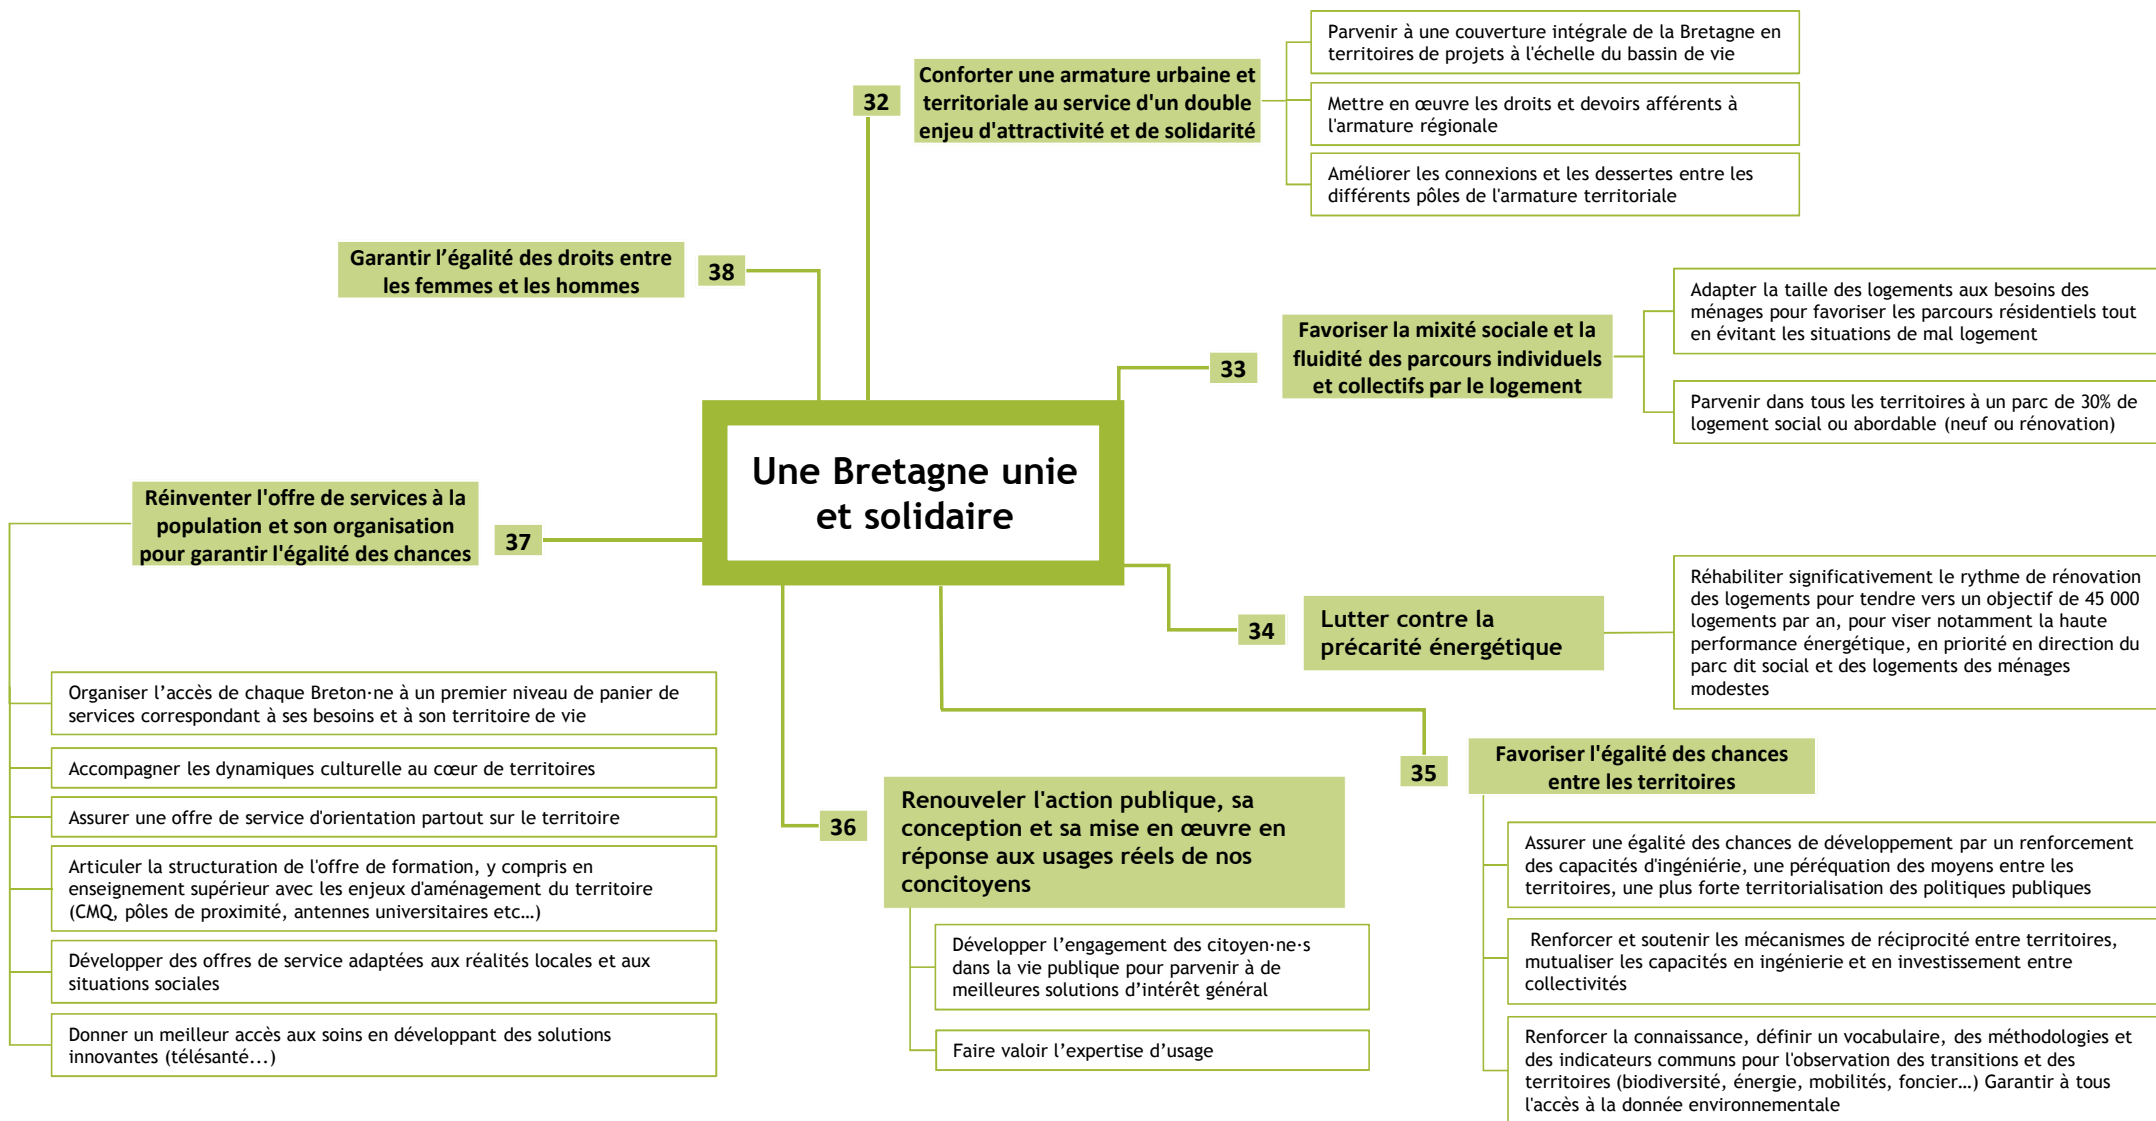 Une Bretagne unie
et solidaire
32
Conforter une armature urbaine et
territoriale au service d'un double
enjeu d'attractivité et de solidarité
Parvenir à une couverture intégrale de la Bretagne en
territoires de projets à l'échelle du bassin de vie
Mettre en œuvre les droits et devoirs afférents à
l'armature régionale
Améliorer les connexions et les dessertes entre les
différents pôles de l'armature territoriale
33
Favoriser la mixité sociale et la
fluidité des parcours individuels
et collectifs par le logement
Adapter la taille des logements aux besoins des
ménages pour favoriser les parcours résidentiels tout
en évitant les situations de mal logement
Parvenir dans tous les territoires à un parc de 30% de
logement social ou abordable (neuf ou rénovation)
34
Lutter contre la
précarité énergétique
Réhabiliter significativement le rythme de rénovation
des logements pour tendre vers un objectif de 45 000
logements par an, pour viser notamment la haute
performance énergétique, en priorité en direction du
parc dit social et des logements des ménages
modestes
35
Favoriser l'égalité des chances
entre les territoires
Assurer une égalité des chances de développement par un renforcement
des capacités d'ingéniérie, une péréquation des moyens entre les
territoires, une plus forte territorialisation des politiques publiques
Renforcer et soutenir les mécanismes de réciprocité entre territoires,
mutualiser les capacités en ingénierie et en investissement entre
collectivités
Renforcer la connaissance, définir un vocabulaire, des méthodologies et
des indicateurs communs pour l'observation des transitions et des
territoires (biodiversité, énergie, mobilités, foncier…) Garantir à tous
l'accès à la donnée environnementale
36
Renouveler l'action publique, sa
conception et sa mise en œuvre en
réponse aux usages réels de nos
concitoyens
Développer l’engagement des citoyen·ne·s
dans la vie publique pour parvenir à de
meilleures solutions d’intérêt général
Faire valoir l’expertise d’usage
37
Réinventer l'offre de services à la
population et son organisation
pour garantir l'égalité des chances
Organiser l’accès de chaque Breton·ne à un premier niveau de panier de
services correspondant à ses besoins et à son territoire de vie
Accompagner les dynamiques culturelle au cœur de territoires
Assurer une offre de service d'orientation partout sur le territoire
Articuler la structuration de l'offre de formation, y compris en
enseignement supérieur avec les enjeux d'aménagement du territoire
(CMQ, pôles de proximité, antennes universitaires etc…)
Développer des offres de service adaptées aux réalités locales et aux
situations sociales
Donner un meilleur accès aux soins en développant des solutions
innovantes (télésanté...)
38
Garantir l’égalité des droits entre
les femmes et les hommes